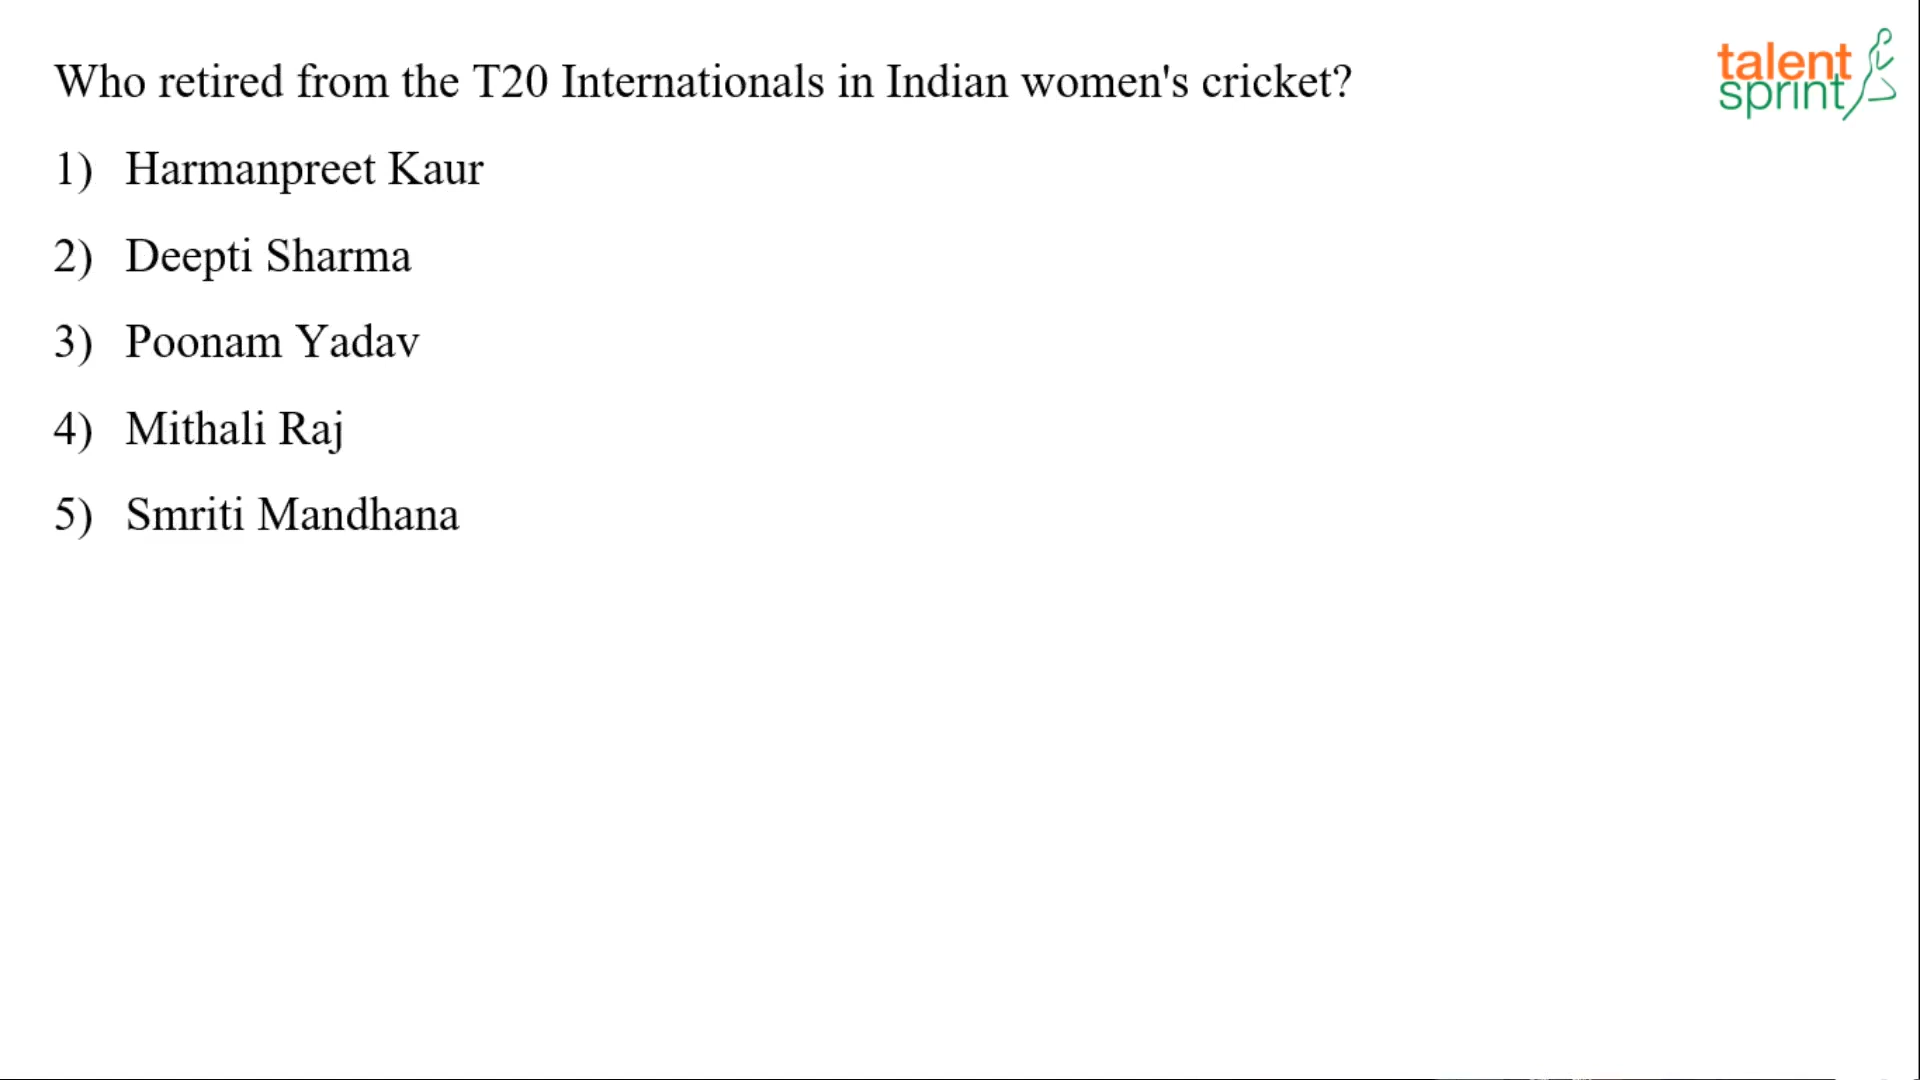 Who retired from the T20 Internationals in Indian women's cricket?
talent
sprint
1) Harmanpreet Kaur
2) Deepti Sharma
3) Poonam Yadav
4) Mithali Raj
5) Smriti Mandhana